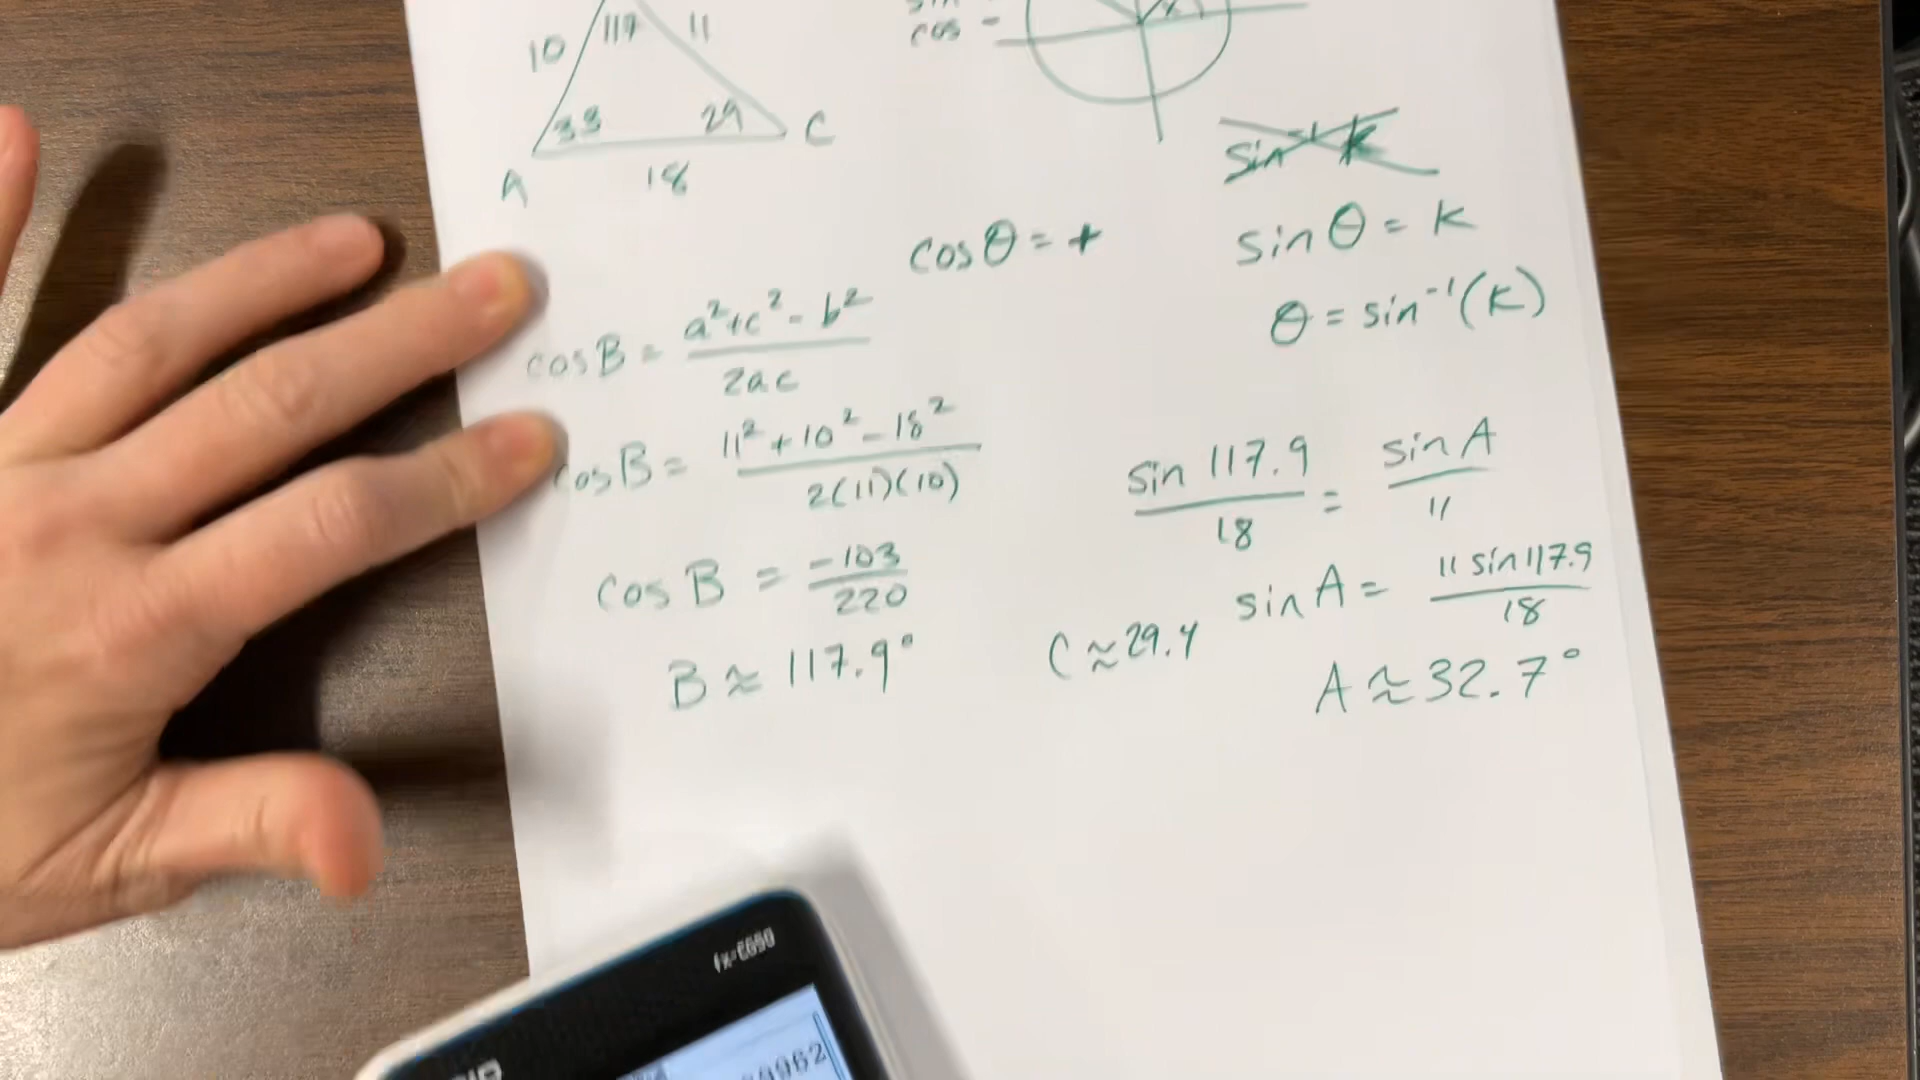 10 117 11
33 29 C
A 18
cos -
sin⁻¹ k
cos θ = +
sin θ = k
θ = sin⁻¹(k)
cos B = a²+c²-b² / 2ac
cos B = 11²+10²-18² / 2(11)(10)
cos B = -103 / 220
B ≈ 117.9°
sin 117.9 / 18 = sin A / 11
sin A = 11 sin 117.9 / 18
C ≈ 29.4
A ≈ 32.7°
fx-CG50